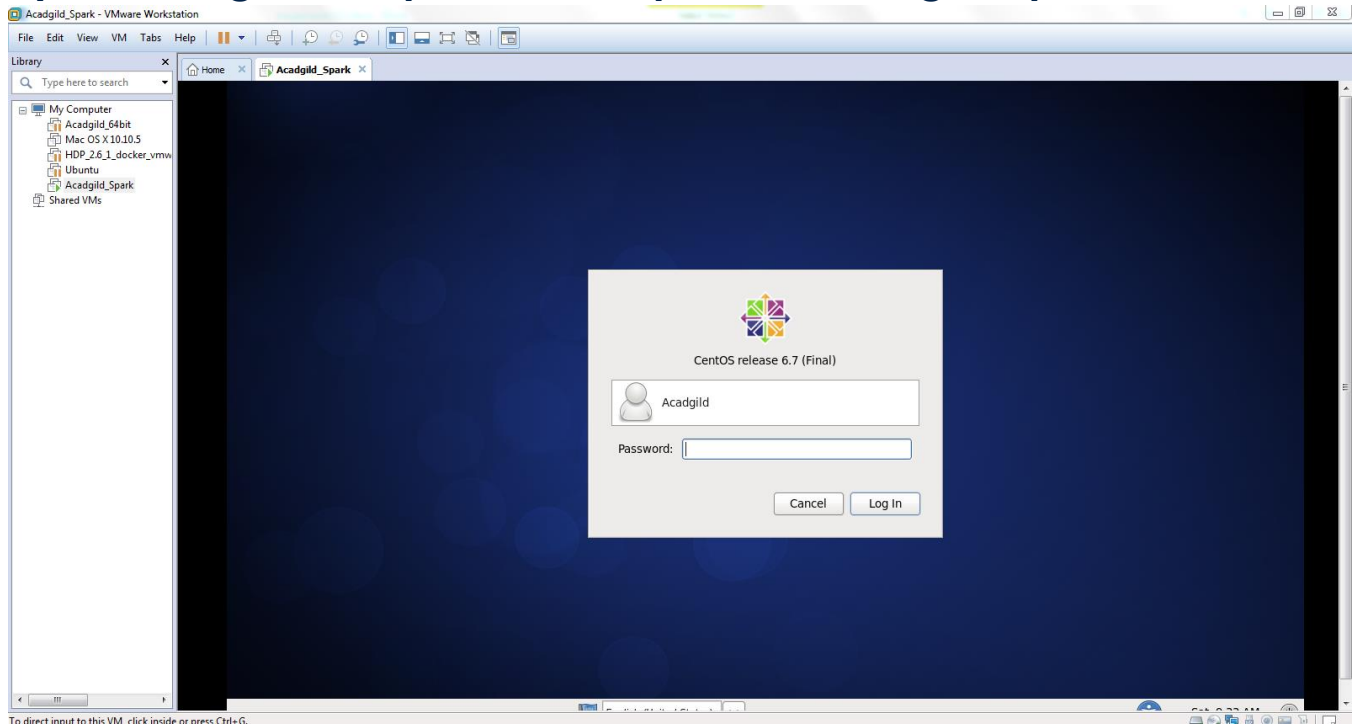 Acadgild_Spark - VMware Workstation
File Edit View VM Tabs Help
Library
Type here to search
Home
Acadgild_Spark
My Computer
Acadgild_64bit
Mac OS X 10.10.5
HDP_2.6_1_docker_vmw
Ubuntu
Acadgild_Spark
Shared VMs
CentOS release 6.7 (Final)
Acadgild
Password:
Cancel Log In
To direct input to this VM, click inside or press Ctrl+G.